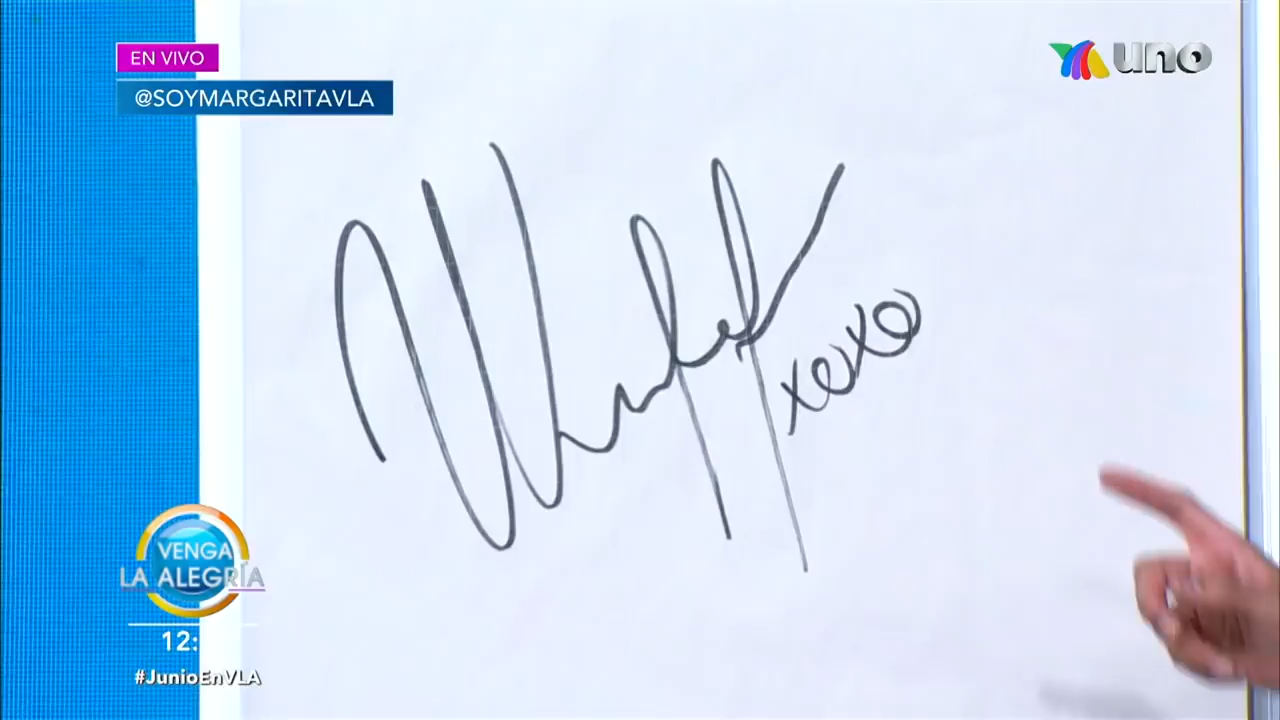 EN VIVO
uno
@SOYMARGARITAVLA
xoxo
VENGA
LA ALEGRÍA
12:
#JunioEnVLA